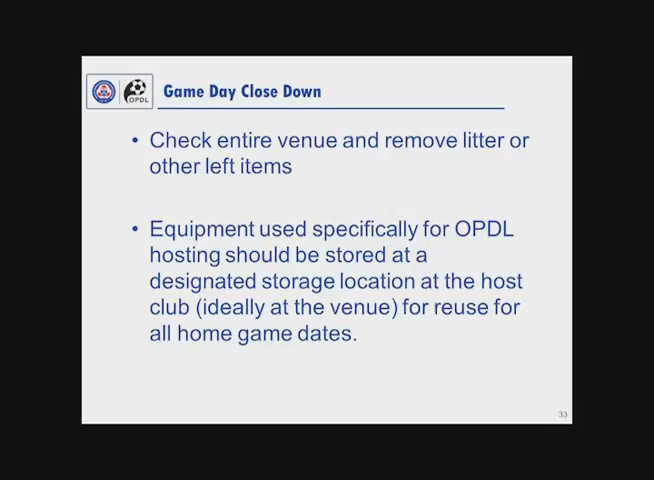 OPDL
Game Day Close Down
• Check entire venue and remove litter or
other left items
• Equipment used specifically for OPDL
hosting should be stored at a
designated storage location at the host
club (ideally at the venue) for reuse for
all home game dates.
33